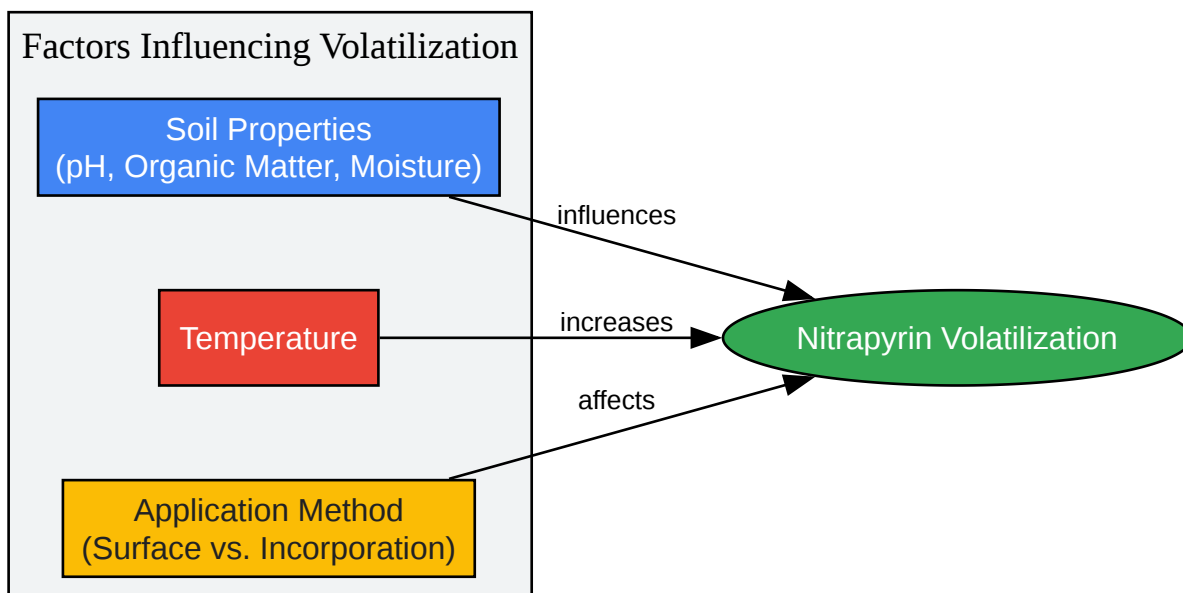 Factors Influencing Volatilization
Soil Properties
(pH, Organic Matter, Moisture)
influences
Temperature
increases
Nitrapyrin Volatilization
affects
Application Method
(Surface vs. Incorporation)